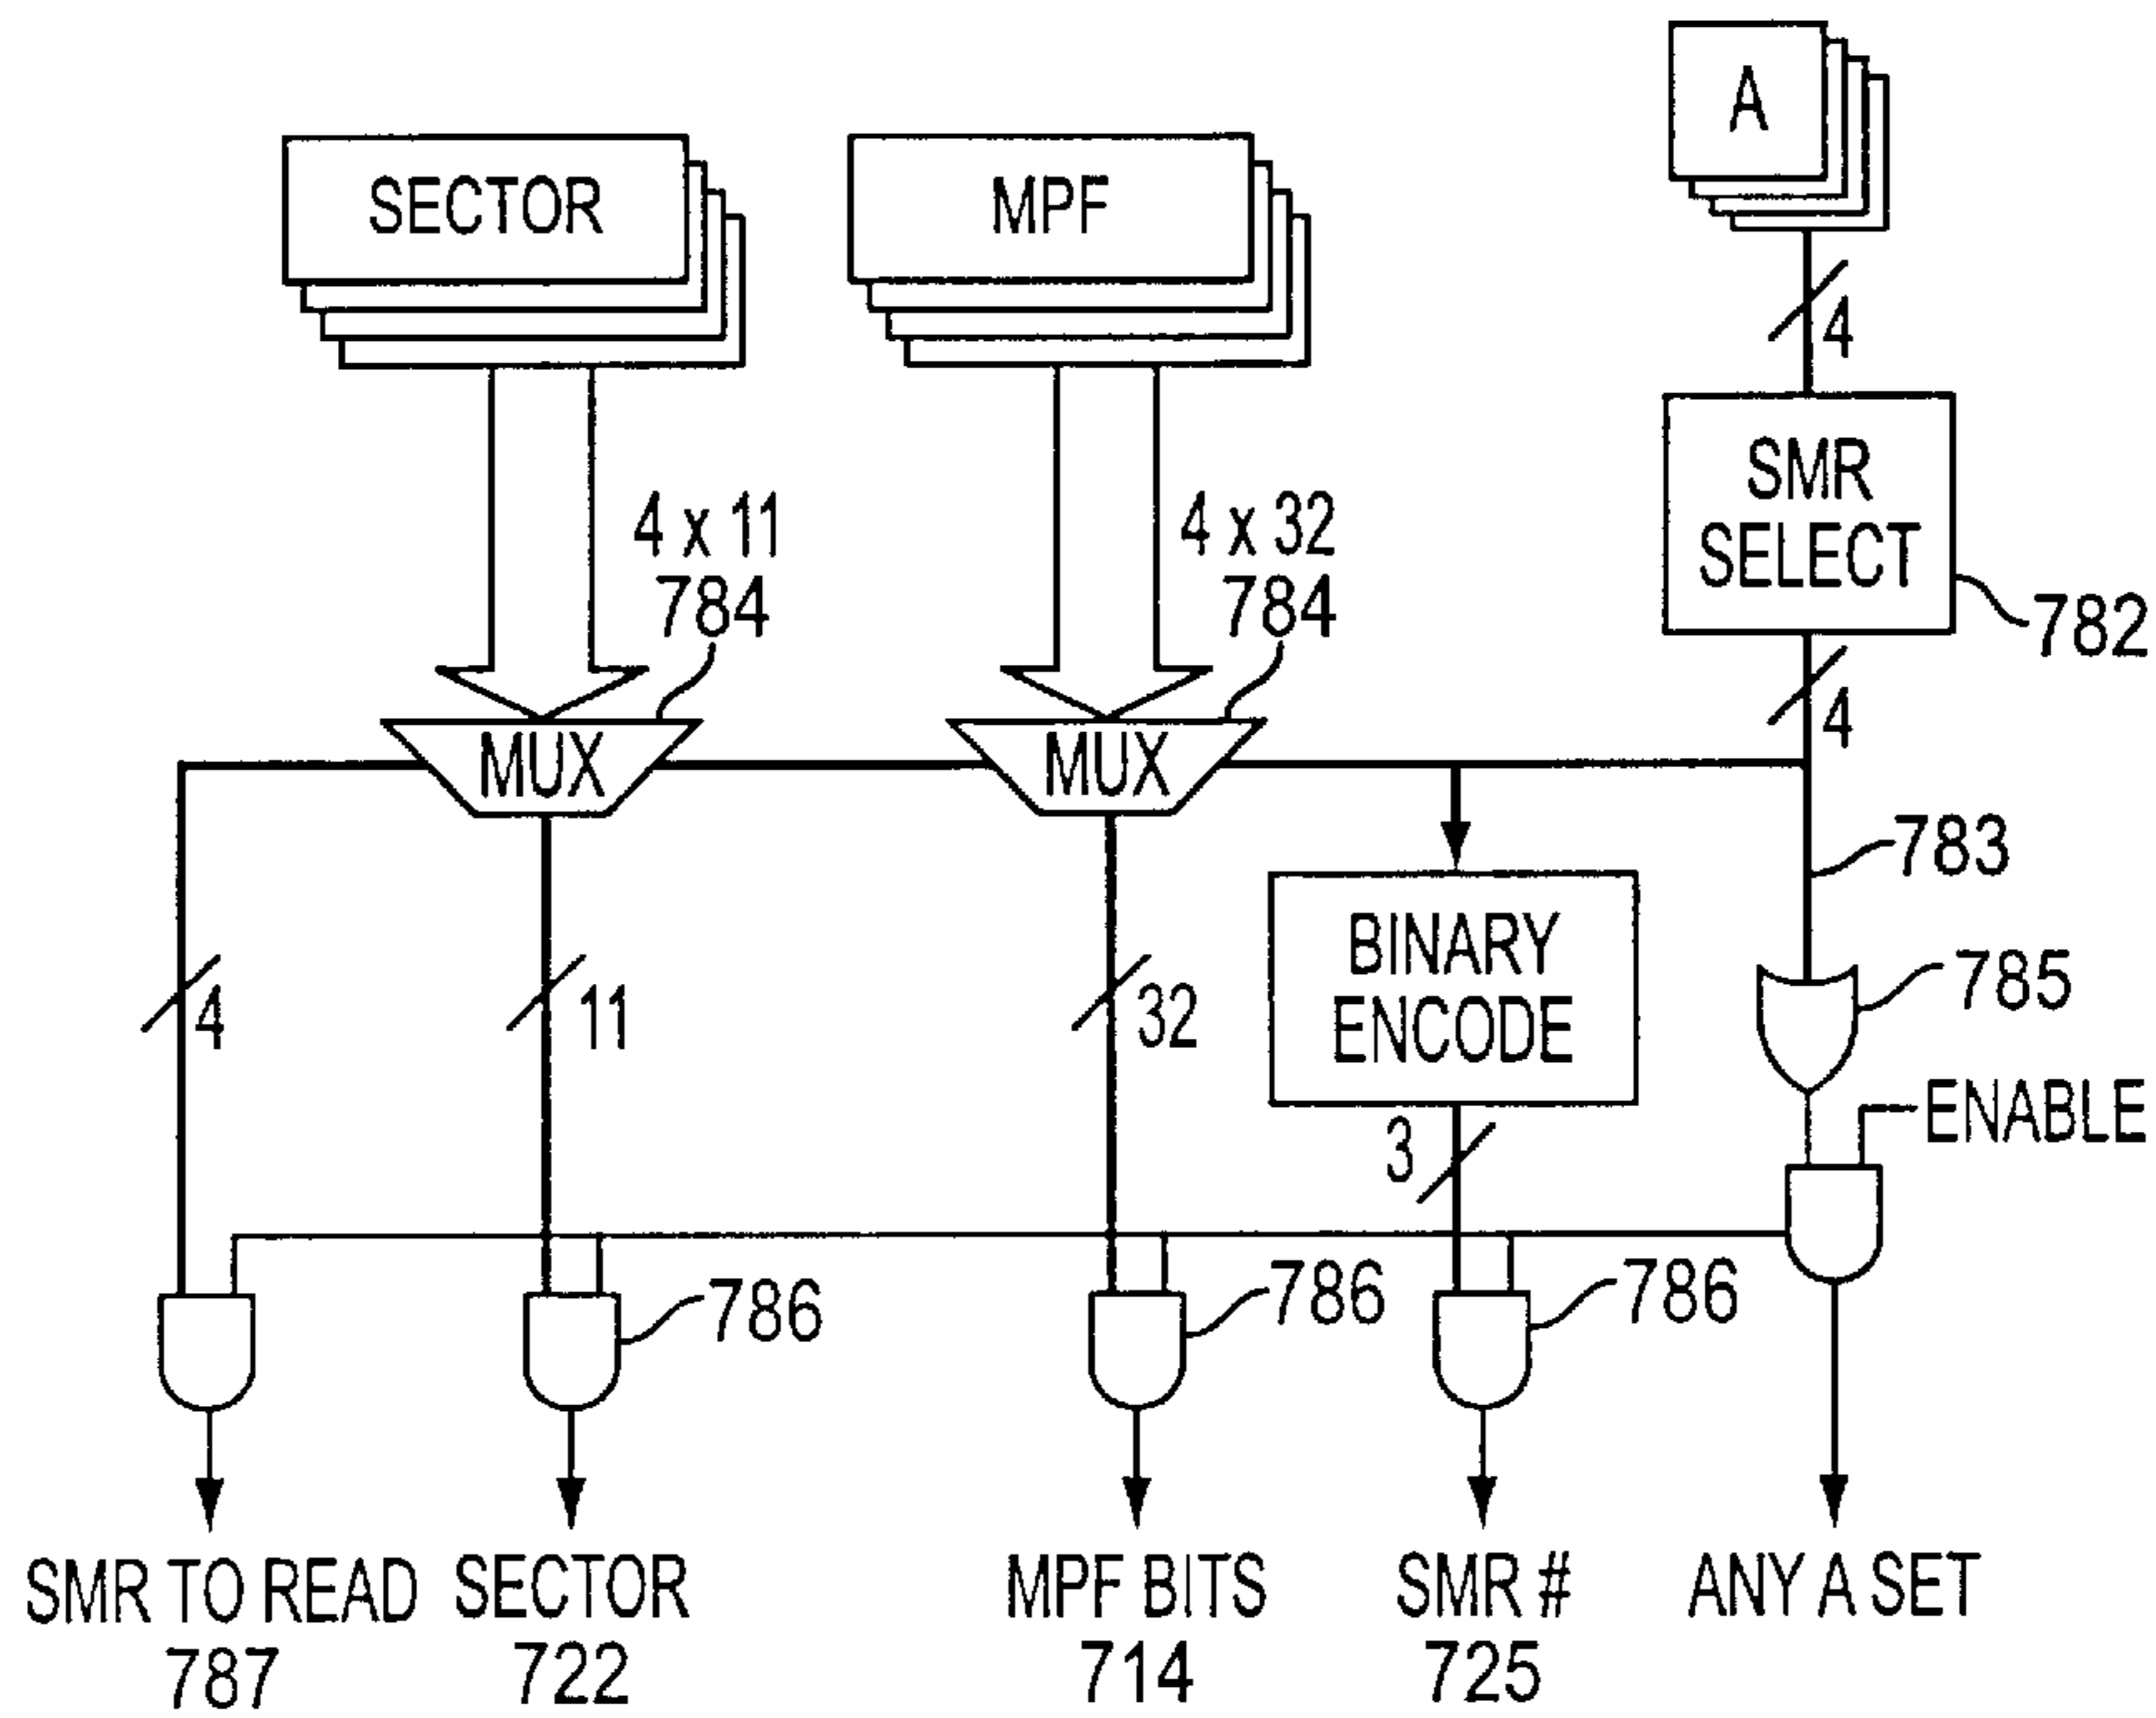 A
SECTOR
MPF
4
SMR
SELECT
4 x 11
784
4 x 32
784
782
4
MUX
MUX
783
BINARY
ENCODE
785
4
11
32
ENABLE
3
786
786
786
SMR TO READ
787
SECTOR
722
MPF BITS
714
SMR #
725
ANY A SET